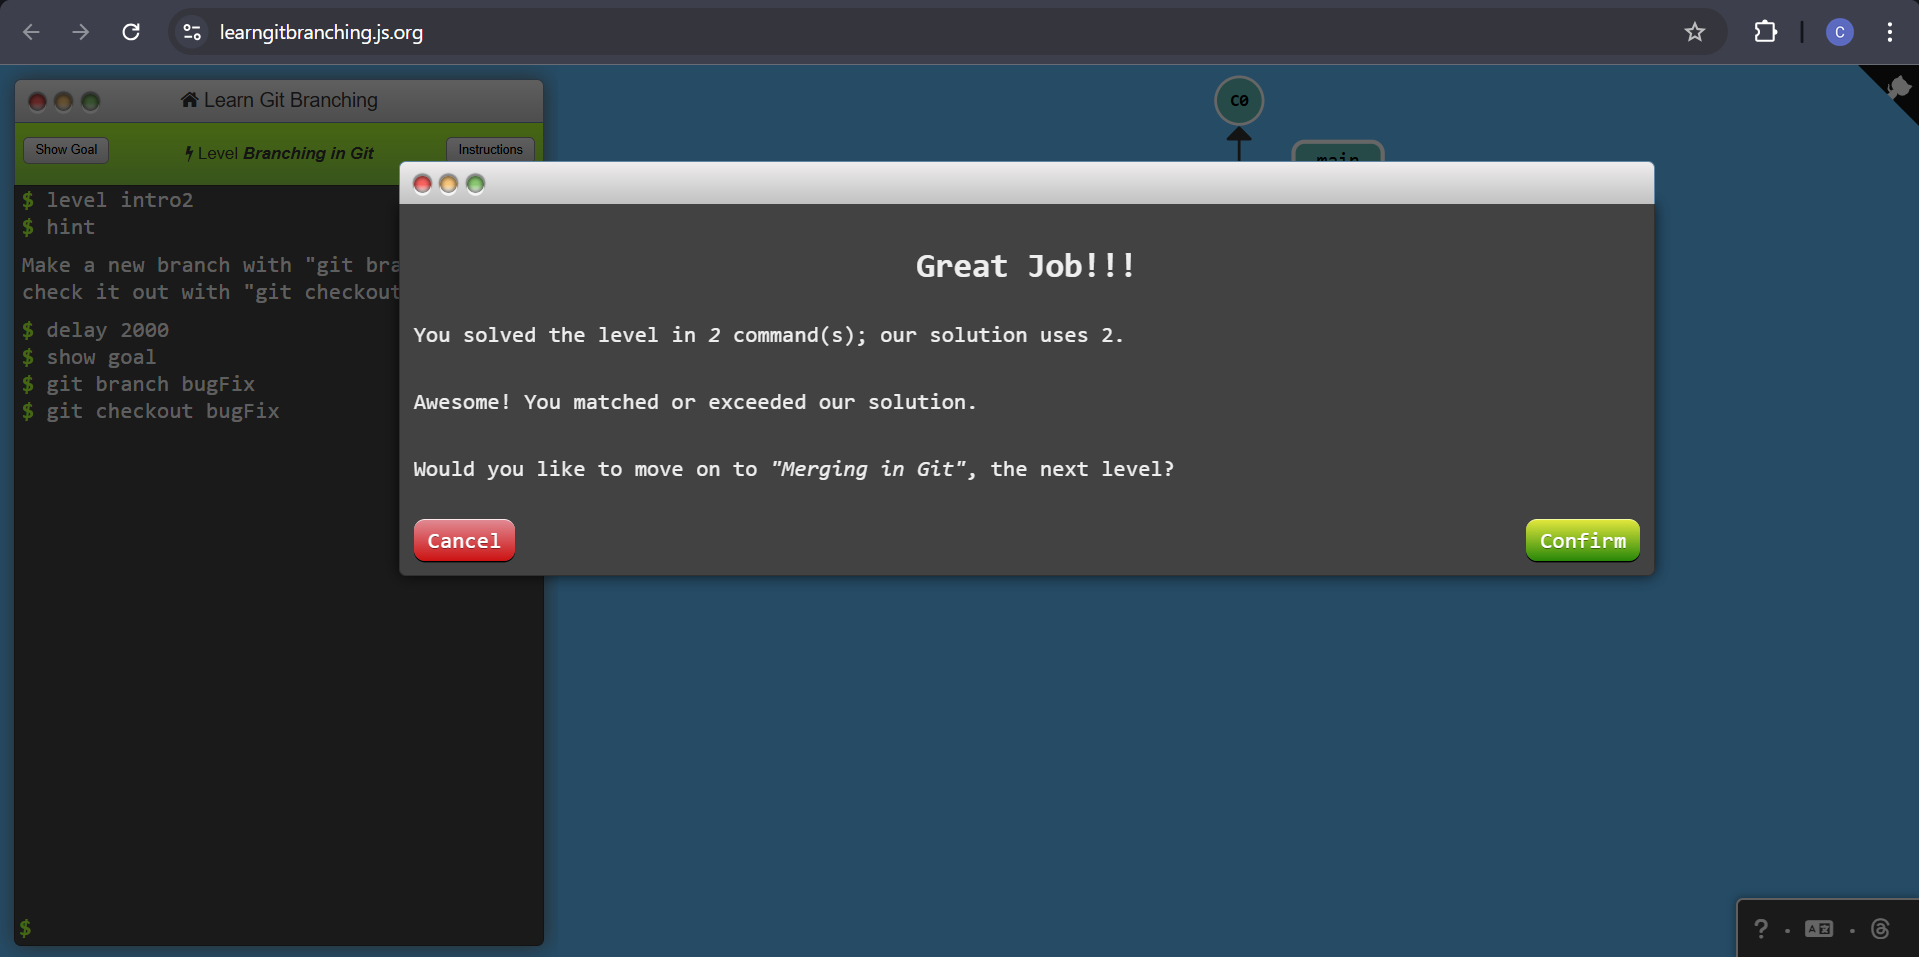 learngitbranching.js.org
C
Learn Git Branching
Show Goal
Level Branching in Git
Instructions
$ level intro2
$ hint
Make a new branch with "git bra
check it out with "git checkout
$ delay 2000
$ show goal
$ git branch bugFix
$ git checkout bugFix
$
C0
main
Great Job!!!
You solved the level in 2 command(s); our solution uses 2.
Awesome! You matched or exceeded our solution.
Would you like to move on to "Merging in Git", the next level?
Cancel
Confirm
?